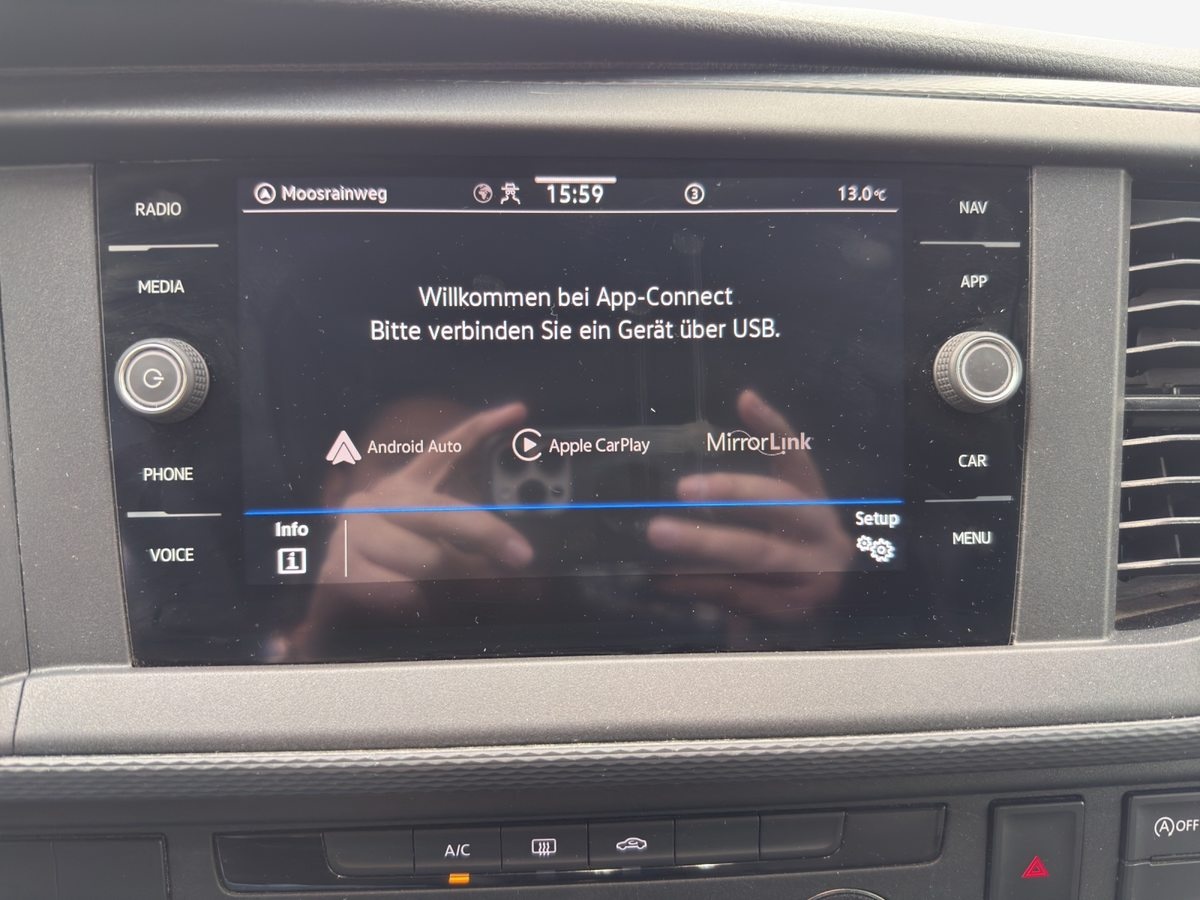 RADIO
MEDIA
PHONE
VOICE
Moosrainweg
15:59
3
13.0°C
Willkommen bei App-Connect
Bitte verbinden Sie ein Gerät über USB.
Android Auto
Apple CarPlay
MirrorLink
Info
Setup
NAV
APP
CAR
MENU
A/C
A OFF